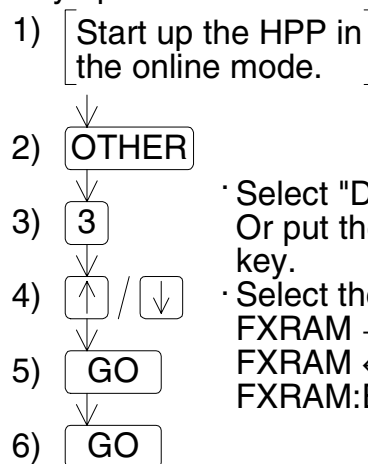 1) Start up the HPP in
the online mode.
2) OTHER
3) 3
4) ↑ / ↓
5) GO
6) GO
· Select "D
Or put the
key.
· Select the
FXRAM
FXRAM
FXRAM: